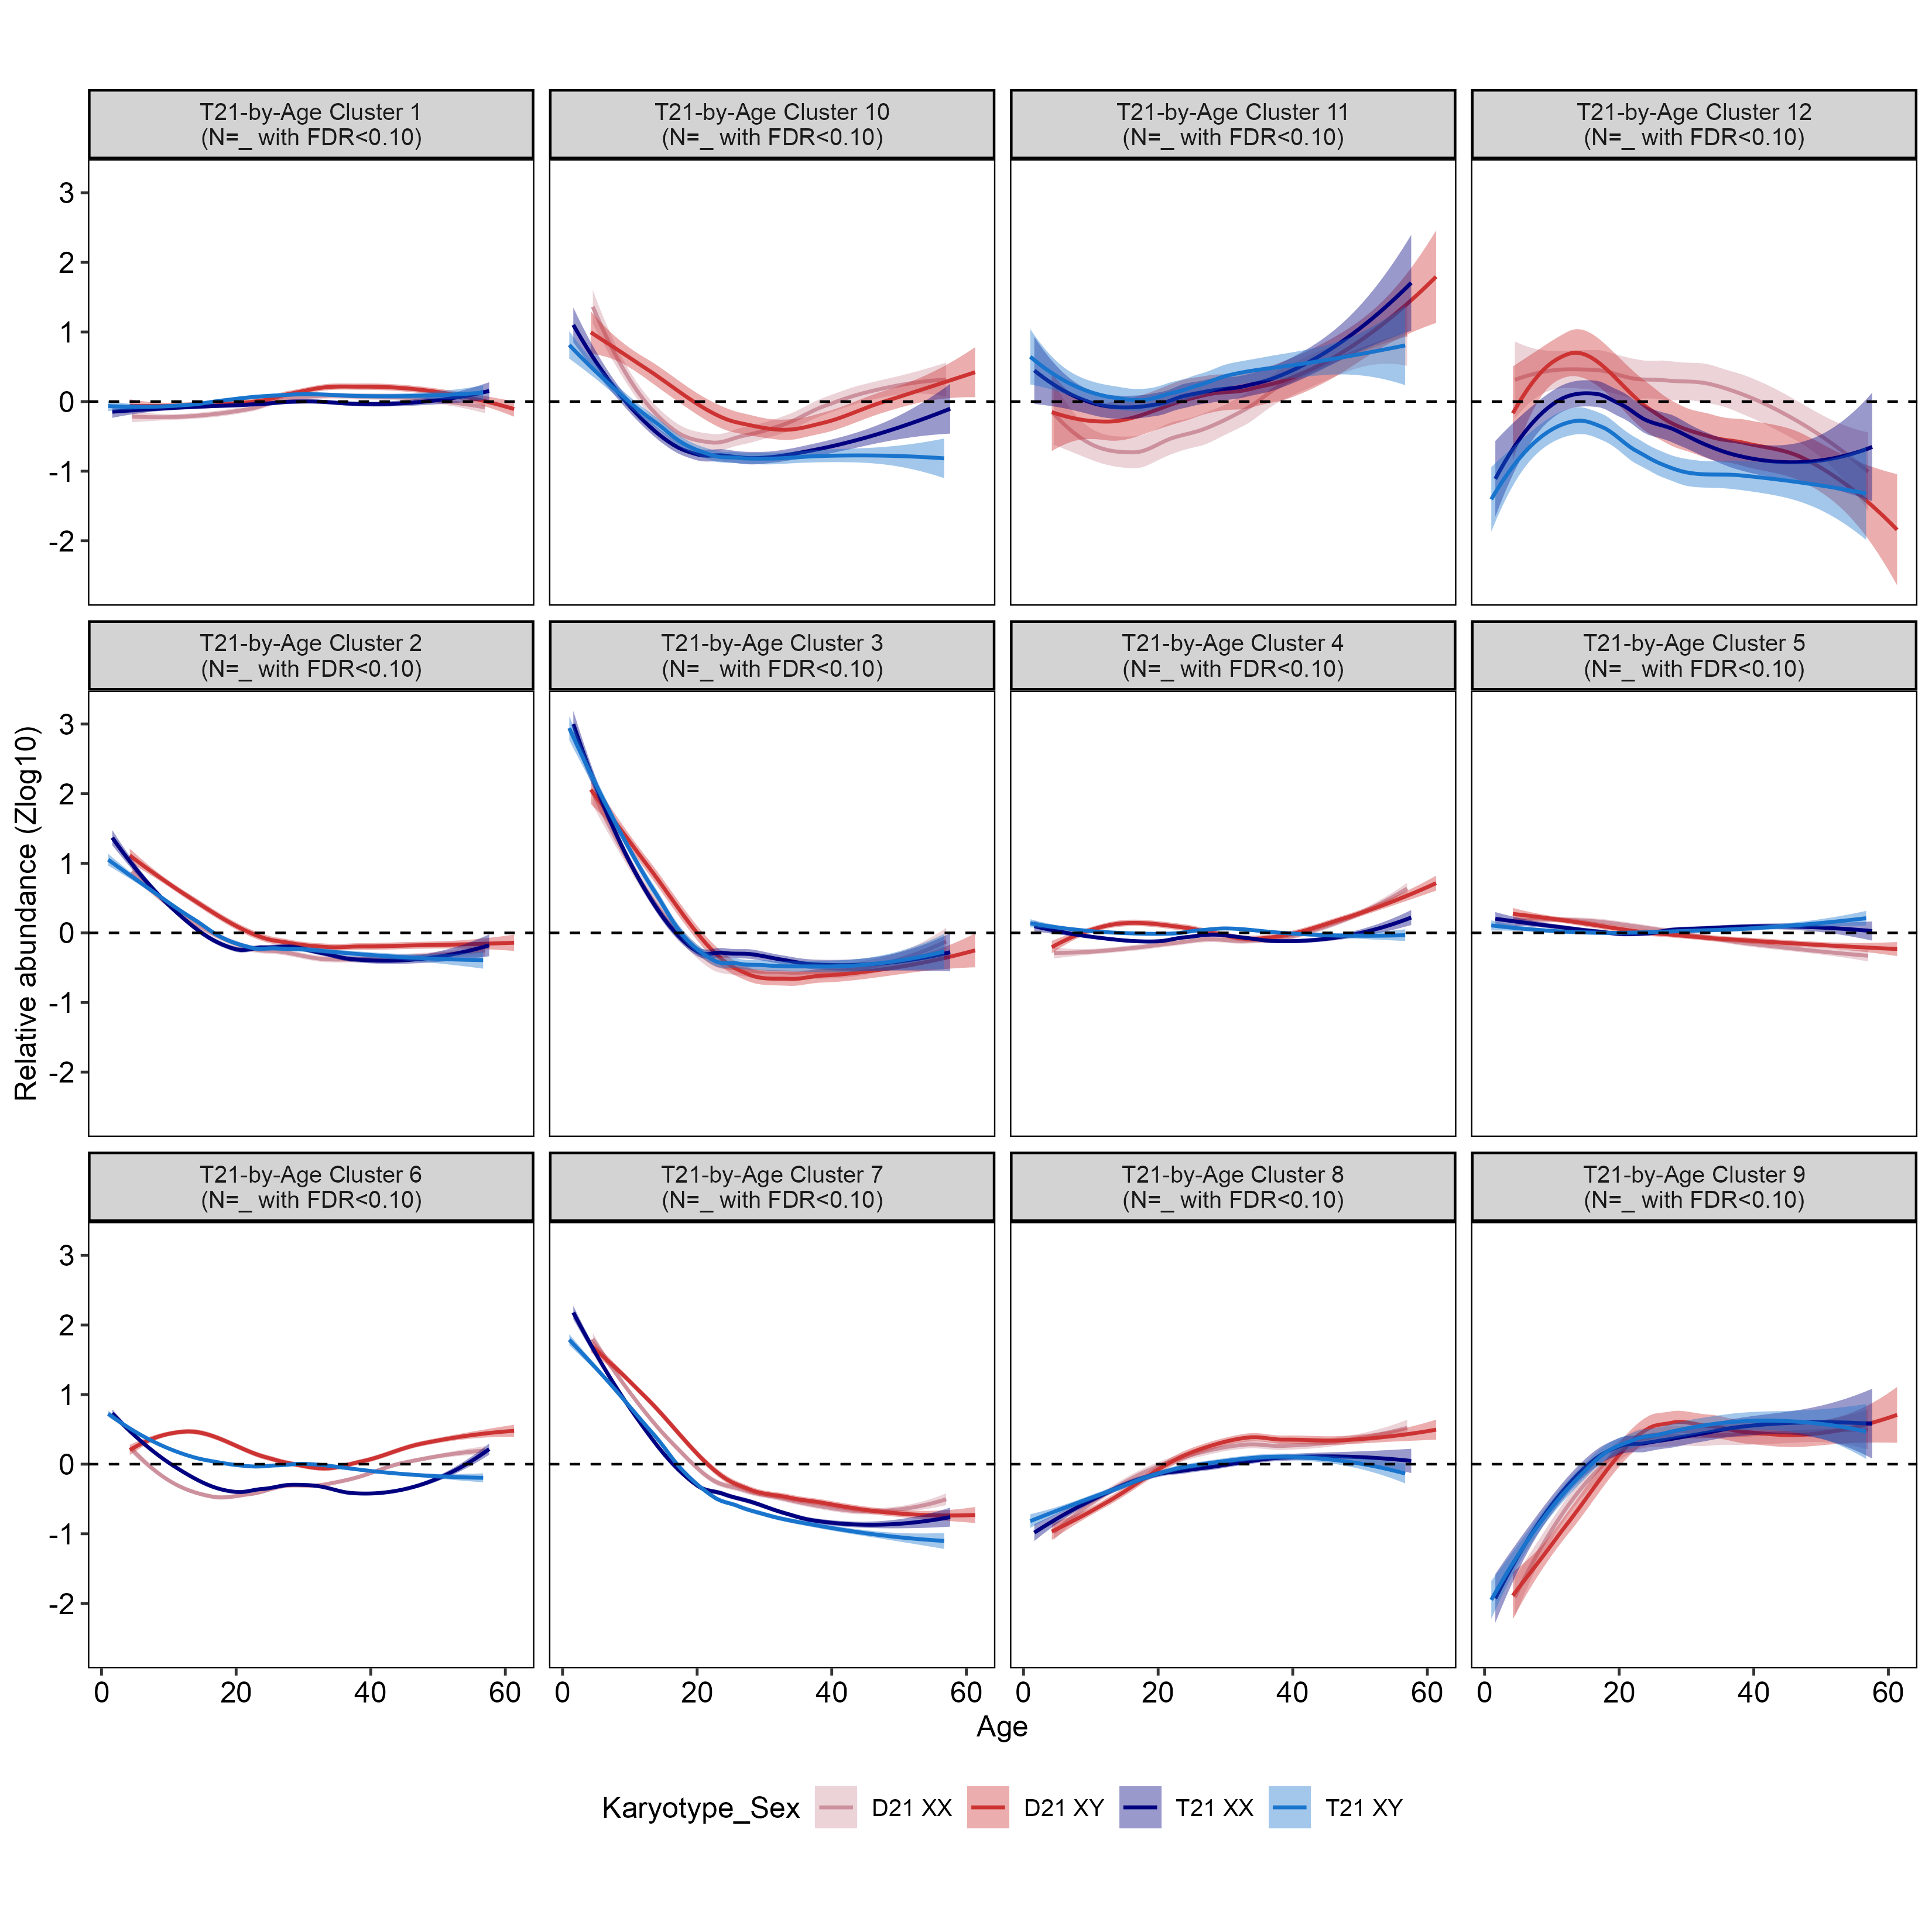 T21-by-Age Cluster 1
(N=_ with FDR<0.10)
T21-by-Age Cluster 10
(N=_ with FDR<0.10)
T21-by-Age Cluster 11
(N=_ with FDR<0.10)
T21-by-Age Cluster 12
(N=_ with FDR<0.10)
3
2
1
0
-1
-2
T21-by-Age Cluster 2
(N=_ with FDR<0.10)
T21-by-Age Cluster 3
(N=_ with FDR<0.10)
T21-by-Age Cluster 4
(N=_ with FDR<0.10)
T21-by-Age Cluster 5
(N=_ with FDR<0.10)
Relative abundance (Zlog10)
3
2
1
0
-1
-2
T21-by-Age Cluster 6
(N=_ with FDR<0.10)
T21-by-Age Cluster 7
(N=_ with FDR<0.10)
T21-by-Age Cluster 8
(N=_ with FDR<0.10)
T21-by-Age Cluster 9
(N=_ with FDR<0.10)
3
2
1
0
-1
-2
0 20 40 60
0 20 40 60
0 20 40 60
0 20 40 60
Age
Karyotype_Sex D21 XX D21 XY T21 XX T21 XY